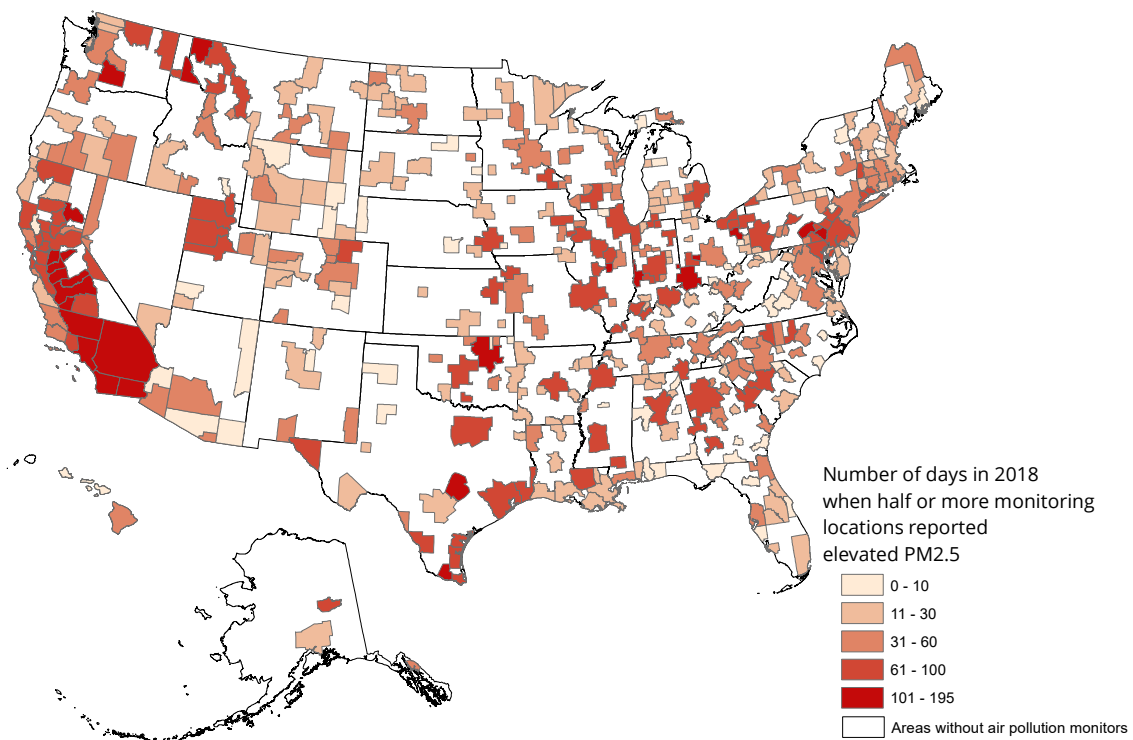 Number of days in 2018
when half or more monitoring
locations reported
elevated PM2.5
0 - 10
11 - 30
31 - 60
61 - 100
101 - 195
Areas without air pollution monitors